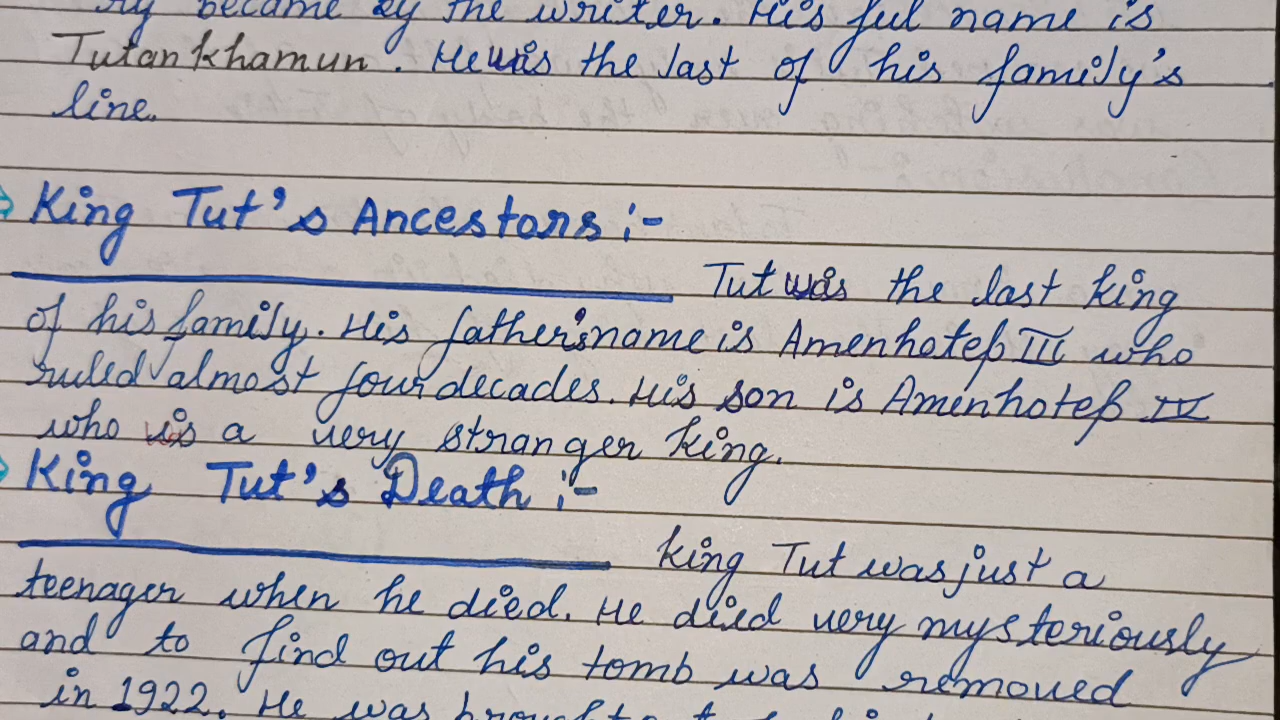 became by the writer. His ful name is
Tutankhamun. He was the last of his family's
line.
King Tut's Ancestors :-
Tut was the last king
of his family. His father's name is Amenhotep III who
ruled almost four decades. His son is Amenhotep IV
who is a very stranger king.
King Tut's Death :-
King Tut was just a
teenager when he died. He died very mysteriously
and to find out his tomb was removed
in 1922. He was